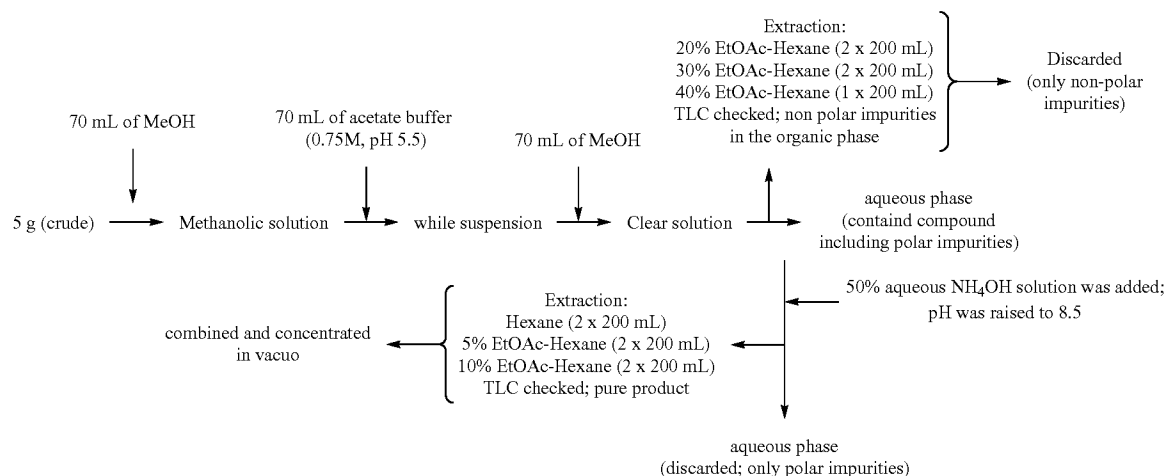 Extraction:
20% EtOAc-Hexane (2 x 200 mL)
30% EtOAc-Hexane (2 x 200 mL)
40% EtOAc-Hexane (1 x 200 mL)
TLC checked; non polar impurities
in the organic phase
Discarded
(only non-polar
impurities)
70 mL of MeOH
70 mL of acetate buffer
(0.75M, pH 5.5)
70 mL of MeOH
5 g (crude)
Methanolic solution
while suspension
Clear solution
aqueous phase
(containd compound
including polar impurities)
50% aqueous NH₄OH solution was added;
pH was raised to 8.5
Extraction:
Hexane (2 x 200 mL)
5% EtOAc-Hexane (2 x 200 mL)
10% EtOAc-Hexane (2 x 200 mL)
TLC checked; pure product
combined and concentrated
in vacuo
aqueous phase
(discarded; only polar impurities)